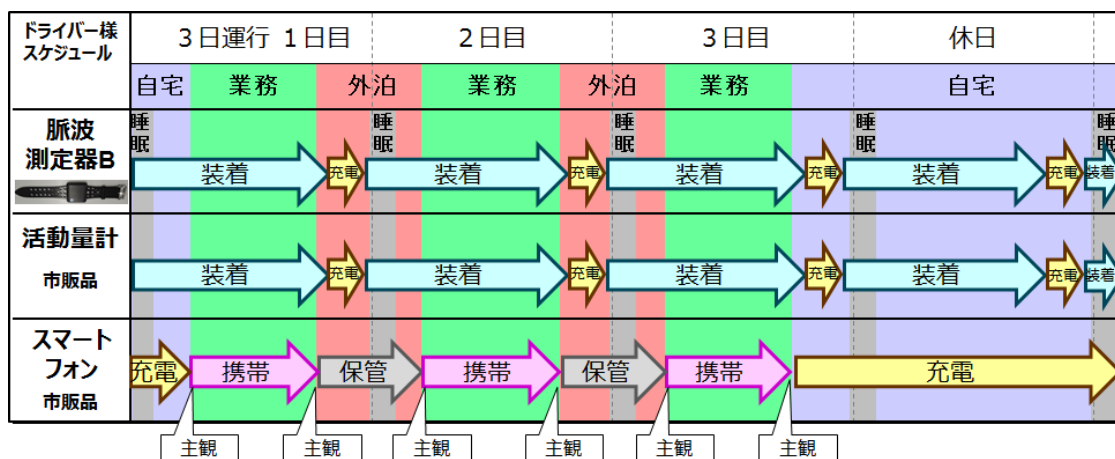 ドライバー様
スケジュール
3日運行 1日目
2日目
3日目
休日
自宅
業務
外泊
業務
外泊
業務
自宅
脈波
測定器B
睡眠
装着
充電
睡眠
装着
充電
睡眠
装着
充電
睡眠
装着
充電
睡眠
装着
活動量計
市販品
装着
充電
装着
充電
装着
充電
装着
充電
装着
スマート
フォン
市販品
充電
携帯
保管
携帯
保管
携帯
充電
主観
主観
主観
主観
主観
主観